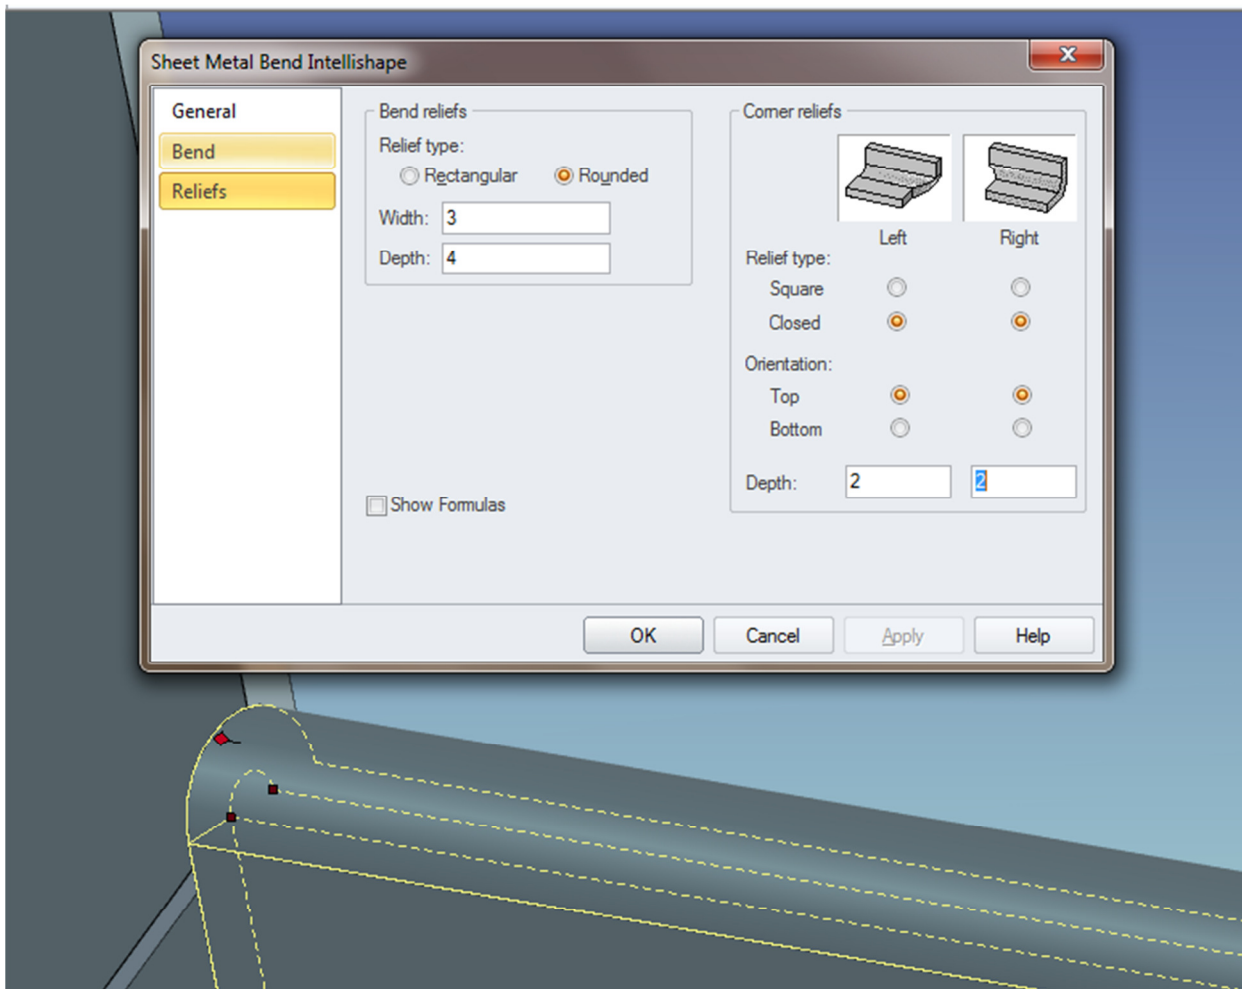 Sheet Metal Bend Intellishape
General
Bend
Reliefs
Bend reliefs
Relief type:
Rectangular Rounded
Width: 3
Depth: 4
Show Formulas
Corner reliefs
Left Right
Relief type:
Square
Closed
Orientation:
Top
Bottom
Depth: 2 2
OK Cancel Apply Help